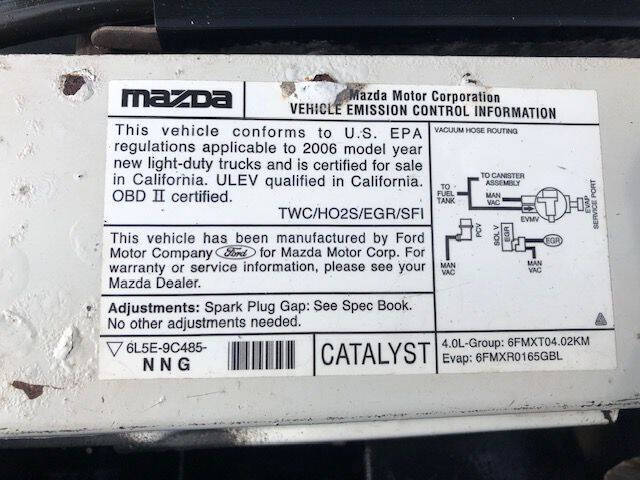 mazda
Mazda Motor Corporation
VEHICLE EMISSION CONTROL INFORMATION
This vehicle conforms to U.S. EPA
regulations applicable to 2006 model year
new light-duty trucks and is certified for sale
in California. ULEV qualified in California.
OBD II certified.
TWC/HO2S/EGR/SFI
This vehicle has been manufactured by Ford
Motor Company Ford for Mazda Motor Corp. For
warranty or service information, please see your
Mazda Dealer.
Adjustments: Spark Plug Gap: See Spec Book.
No other adjustments needed.
6L5E-9C485-
NNG
CATALYST
VACUUM HOSE ROUTING
TO CANISTER
ASSEMBLY
TO
FUEL
TANK
MAN
VAC
EVMV
EVAP
SERVICE PORT
PCV
SOL V
EGR
EGR
MAN
VAC
MAN
VAC
4.0L-Group: 6FMXT04.02KM
Evap: 6FMXR0165GBL